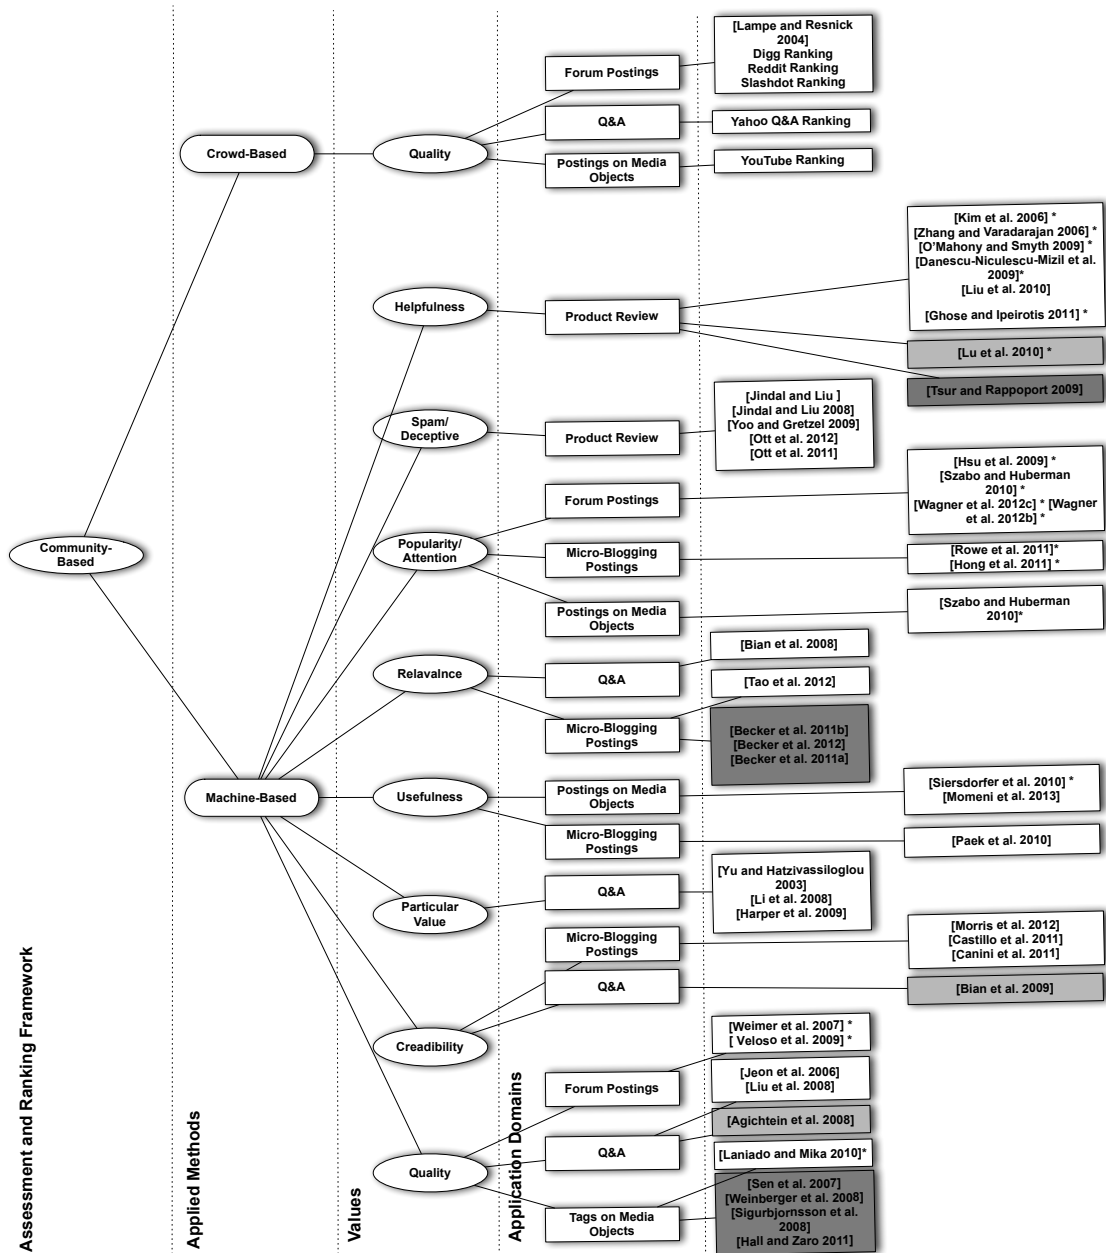 [Lampe and Resnick
2004]
Digg Ranking
Reddit Ranking
Slashdot Ranking
Forum Postings
Q&A
Yahoo Q&A Ranking
Crowd-Based
Quality
Postings on Media
Objects
YouTube Ranking
[Kim et al. 2006] *
[Zhang and Varadarajan 2006] *
[O'Mahony and Smyth 2009] *
[Danescu-Niculescu-Mizil et al.
2009]*
[Liu et al. 2010]
[Ghose and Ipeirotis 2011] *
Helpfulness
Product Review
[Lu et al. 2010] *
[Tsur and Rappoport 2009]
Spam/
Deceptive
Product Review
[Jindal and Liu ]
[Jindal and Liu 2008]
[Yoo and Gretzel 2009]
[Ott et al. 2012]
[Ott et al. 2011]
Forum Postings
[Hsu et al. 2009] *
[Szabo and Huberman
2010] *
[Wagner et al. 2012c] * [Wagner
et al. 2012b] *
Community-
Based
Popularity/
Attention
Micro-Blogging
Postings
[Rowe et al. 2011]*
[Hong et al. 2011] *
Postings on Media
Objects
[Szabo and Huberman
2010]*
Relavalnce
Q&A
[Bian et al. 2008]
[Tao et al. 2012]
Micro-Blogging
Postings
[Becker et al. 2011b]
[Becker et al. 2012]
[Becker et al. 2011a]
Machine-Based
Usefulness
Postings on Media
Objects
[Siersdorfer et al. 2010] *
[Momeni et al. 2013]
Micro-Blogging
Postings
[Paek et al. 2010]
Particular
Value
Q&A
[Yu and Hatzivassiloglou
2003]
[Li et al. 2008]
[Harper et al. 2009]
Micro-Blogging
Postings
[Morris et al. 2012]
[Castillo et al. 2011]
[Canini et al. 2011]
Q&A
[Bian et al. 2009]
Creadibility
[Weimer et al. 2007] *
[ Veloso et al. 2009] *
Forum Postings
[Jeon et al. 2006]
[Liu et al. 2008]
[Agichtein et al. 2008]
Quality
Q&A
[Laniado and Mika 2010]*
Tags on Media
Objects
[Sen et al. 2007]
[Weinberger et al. 2008]
[Sigurbjornsson et al.
2008]
[Hall and Zaro 2011]
Assessment and Ranking Framework
Applied Methods
Values
Application Domains